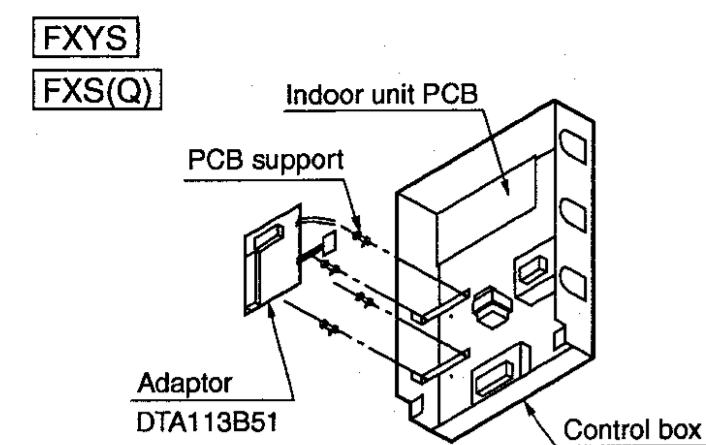 FXYS
FXS(Q)
Indoor unit PCB
PCB support
Adaptor
DTA113B51
Control box